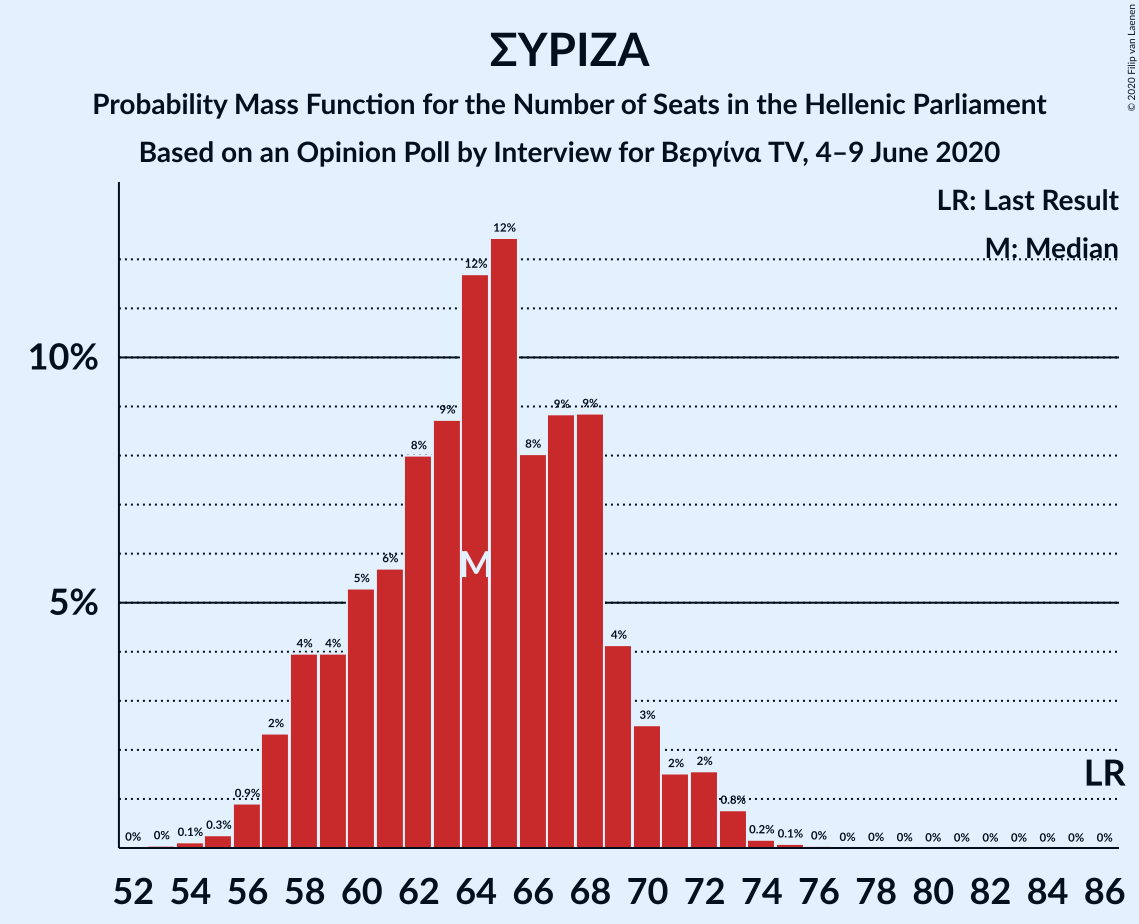 ΣΥΡΙΖΑ
Probability Mass Function for the Number of Seats in the Hellenic Parliament
Based on an Opinion Poll by Interview for Βεργίνα TV, 4–9 June 2020
© 2020 Filip van Laenen
LR: Last Result
M: Median
10%
5%
0% 0% 0.1% 0.3% 0.9% 2% 4% 4% 5% 6% 8% 9% 12% 12% 8% 9% 9% 4% 3% 2% 2% 0.8% 0.2% 0.1% 0% 0% 0% 0% 0% 0% 0% 0% 0% 0% 0%
M
LR
52 54 56 58 60 62 64 66 68 70 72 74 76 78 80 82 84 86